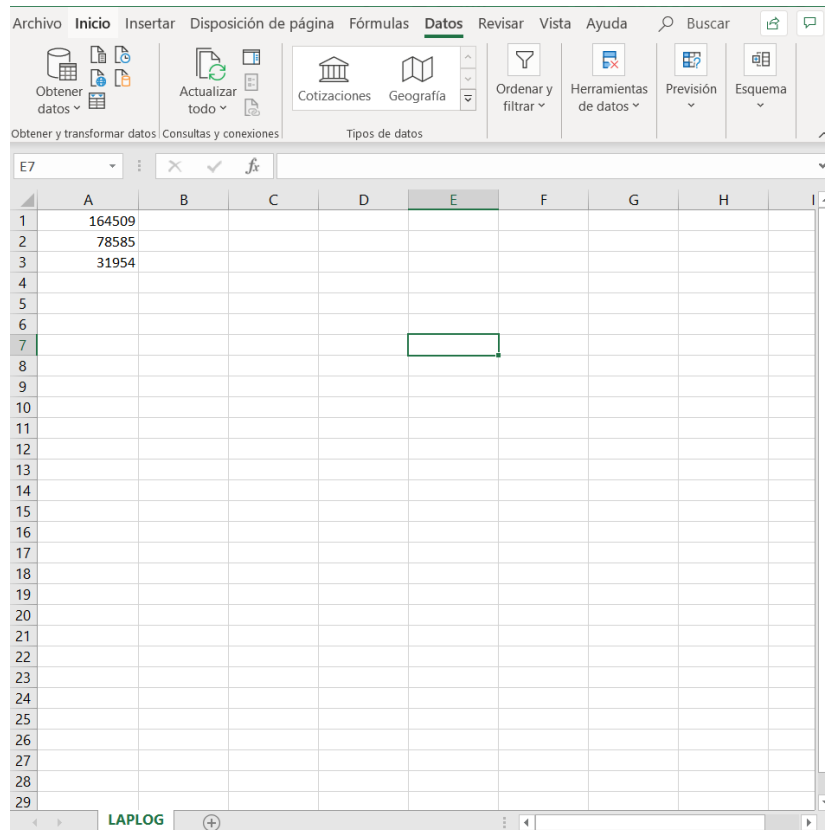 Archivo Inicio Insertar Disposición de página Fórmulas Datos Revisar Vista Ayuda Buscar
Obtener datos
Actualizar todo
Cotizaciones Geografía
Ordenar y filtrar
Herramientas de datos
Previsión
Esquema
Obtener y transformar datos Consultas y conexiones Tipos de datos
E7 fx
A B C D E F G H I
1 164509
2 78585
3 31954
4
5
6
7
8
9
10
11
12
13
14
15
16
17
18
19
20
21
22
23
24
25
26
27
28
29
LAPLOG